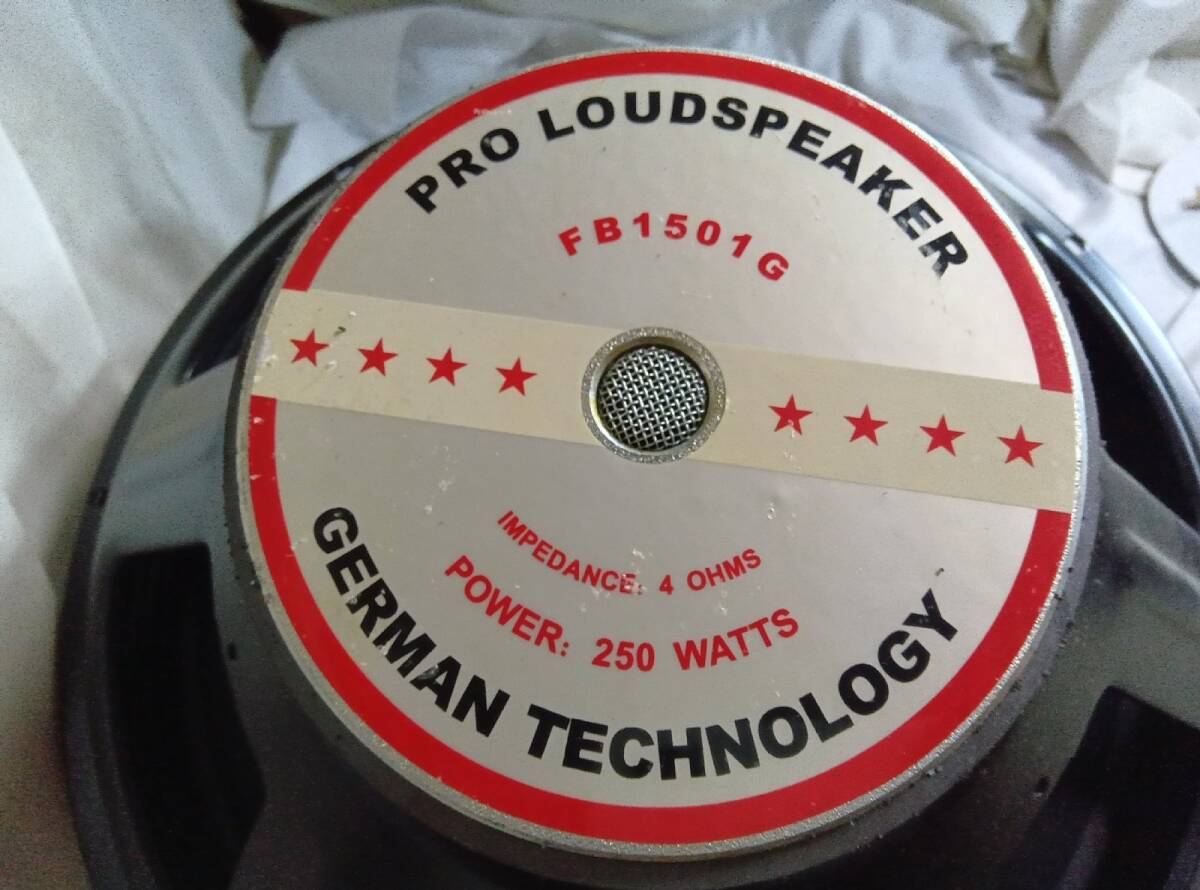 PRO LOUDSPEAKER
FB1501G
IMPEDANCE: 4 OHMS
POWER: 250 WATTS
GERMAN TECHNOLOGY